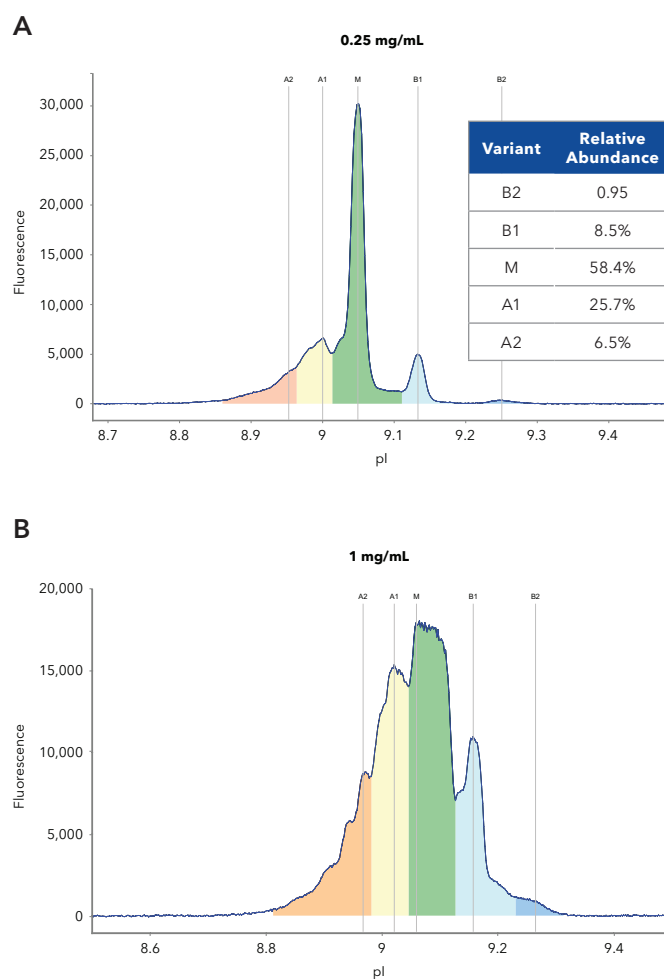 A
0.25 mg/mL
A2 A1 M B1 B2
30,000
25,000
20,000
15,000
10,000
5,000
0
Fluorescence
8.7 8.8 8.9 9 9.1 9.2 9.3 9.4
pI
Variant Relative Abundance
B2 0.95
B1 8.5%
M 58.4%
A1 25.7%
A2 6.5%
B
1 mg/mL
A2 A1 M B1 B2
20,000
15,000
10,000
5,000
0
Fluorescence
8.6 8.8 9 9.2 9.4
pI